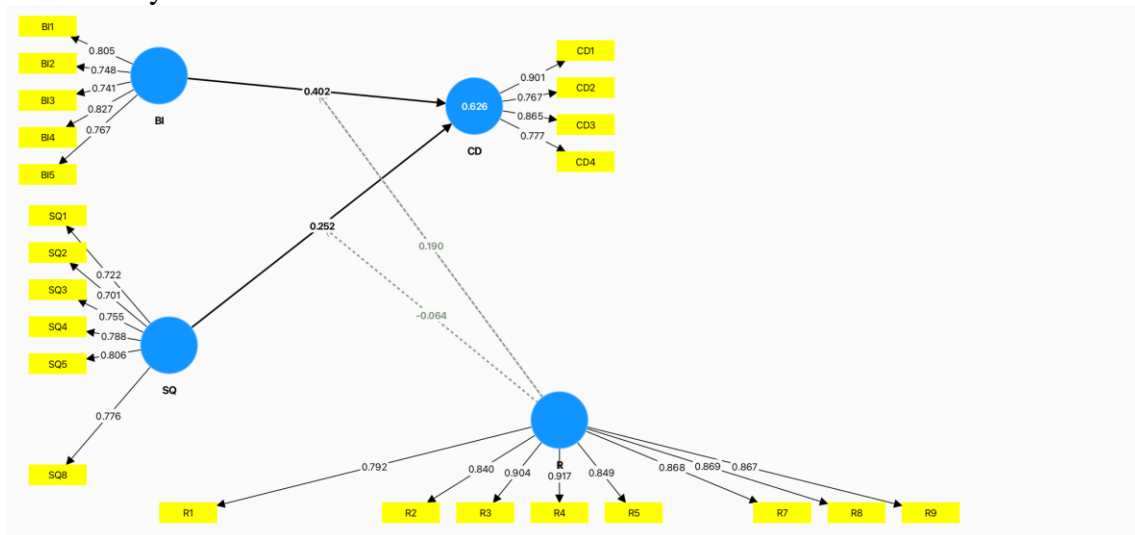 BI1
BI2
BI3
BI4
BI5
0.805
0.748
0.741
0.827
0.767
BI
0.402
0.626
CD
CD1
CD2
CD3
CD4
0.901
0.767
0.865
0.777
SQ1
SQ2
SQ3
SQ4
SQ5
SQ8
0.722
0.701
0.755
0.788
0.806
0.776
SQ
0.252
0.190
-0.064
R
0.792
0.840
0.904
0.917
0.849
0.868
0.869
0.867
R1
R2
R3
R4
R5
R7
R8
R9